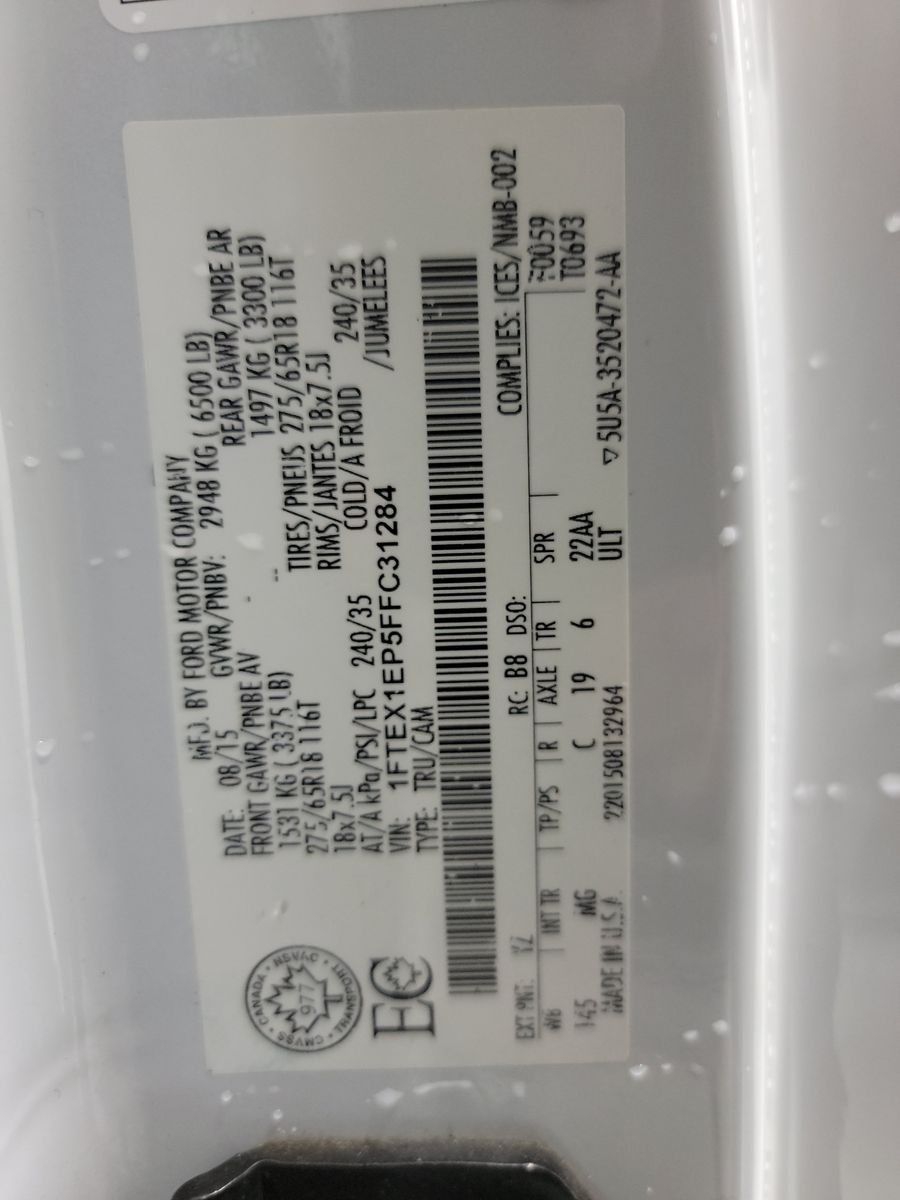 MFJ. BY FORD MOTOR COMPANY
DATE: 08/15 GVWR/PNBV: 2948 KG ( 6500 LB)
FRONT GAWR/PNBE AV REAR GAWR/PNBE AR
1531 KG ( 3375 LB) 1497 KG ( 3300 LB)
275/65R18 116T TIRES/PNEUS 275/65R18 116T
18x7.5J RIMS/JANTES 18x7.5J
AT/A kPa/PSI/LPC 240/35 COLD/A FROID 240/35
VIN: 1FTEX1EP5FFC31284 /JUMELEES
TYPE: TRU/CAM
CANADA • NSVAC • TRANSPORT • CMVSS •
977
EC
COMPLIES: ICES/NMB-002
EXT PNT: YZ RC: B8 DSO: F0059
WB INT TR TP/PS R AXLE TR SPR T0693
145 MG C 19 6 22AA
ULT
MADE IN U.S.A. 2201508132964 ▽ 5U5A-3520472-AA